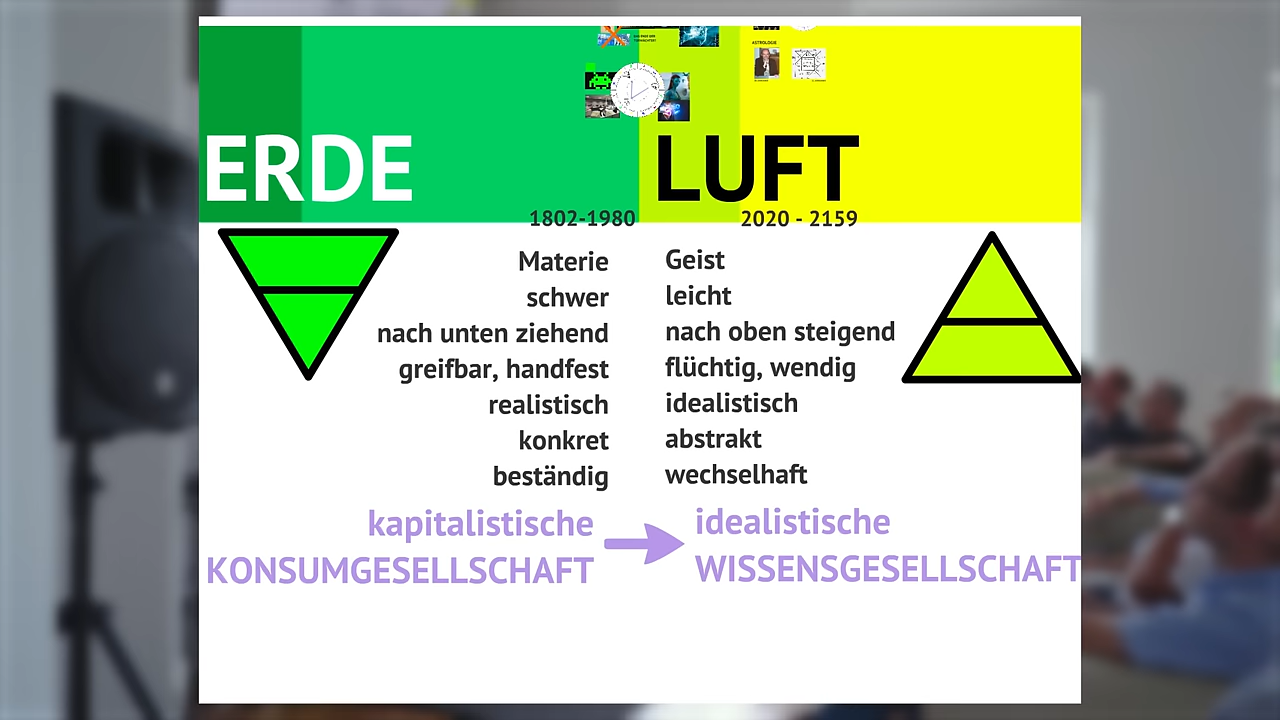 ASTROLOGIE
ERDE
LUFT
1802-1980
2020 - 2159
Materie
schwer
nach unten ziehend
greifbar, handfest
realistisch
konkret
beständig
Geist
leicht
nach oben steigend
flüchtig, wendig
idealistisch
abstrakt
wechselhaft
kapitalistische
KONSUMGESELLSCHAFT
idealistische
WISSENSGESELLSCHAFT